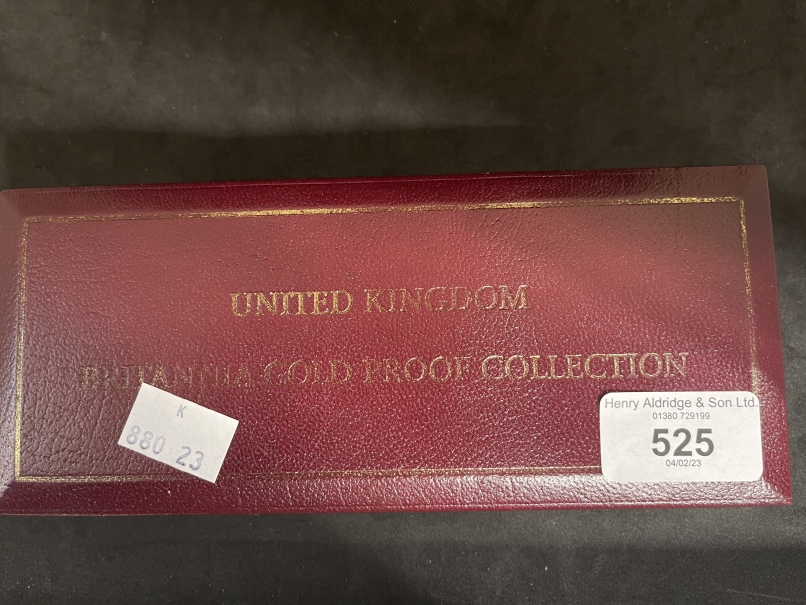 UNITED KINGDOM
BRITANNIA GOLD PROOF COLLECTION
K
880 23
Henry Aldridge & Son Ltd.
01380 729199
525
04/02/23